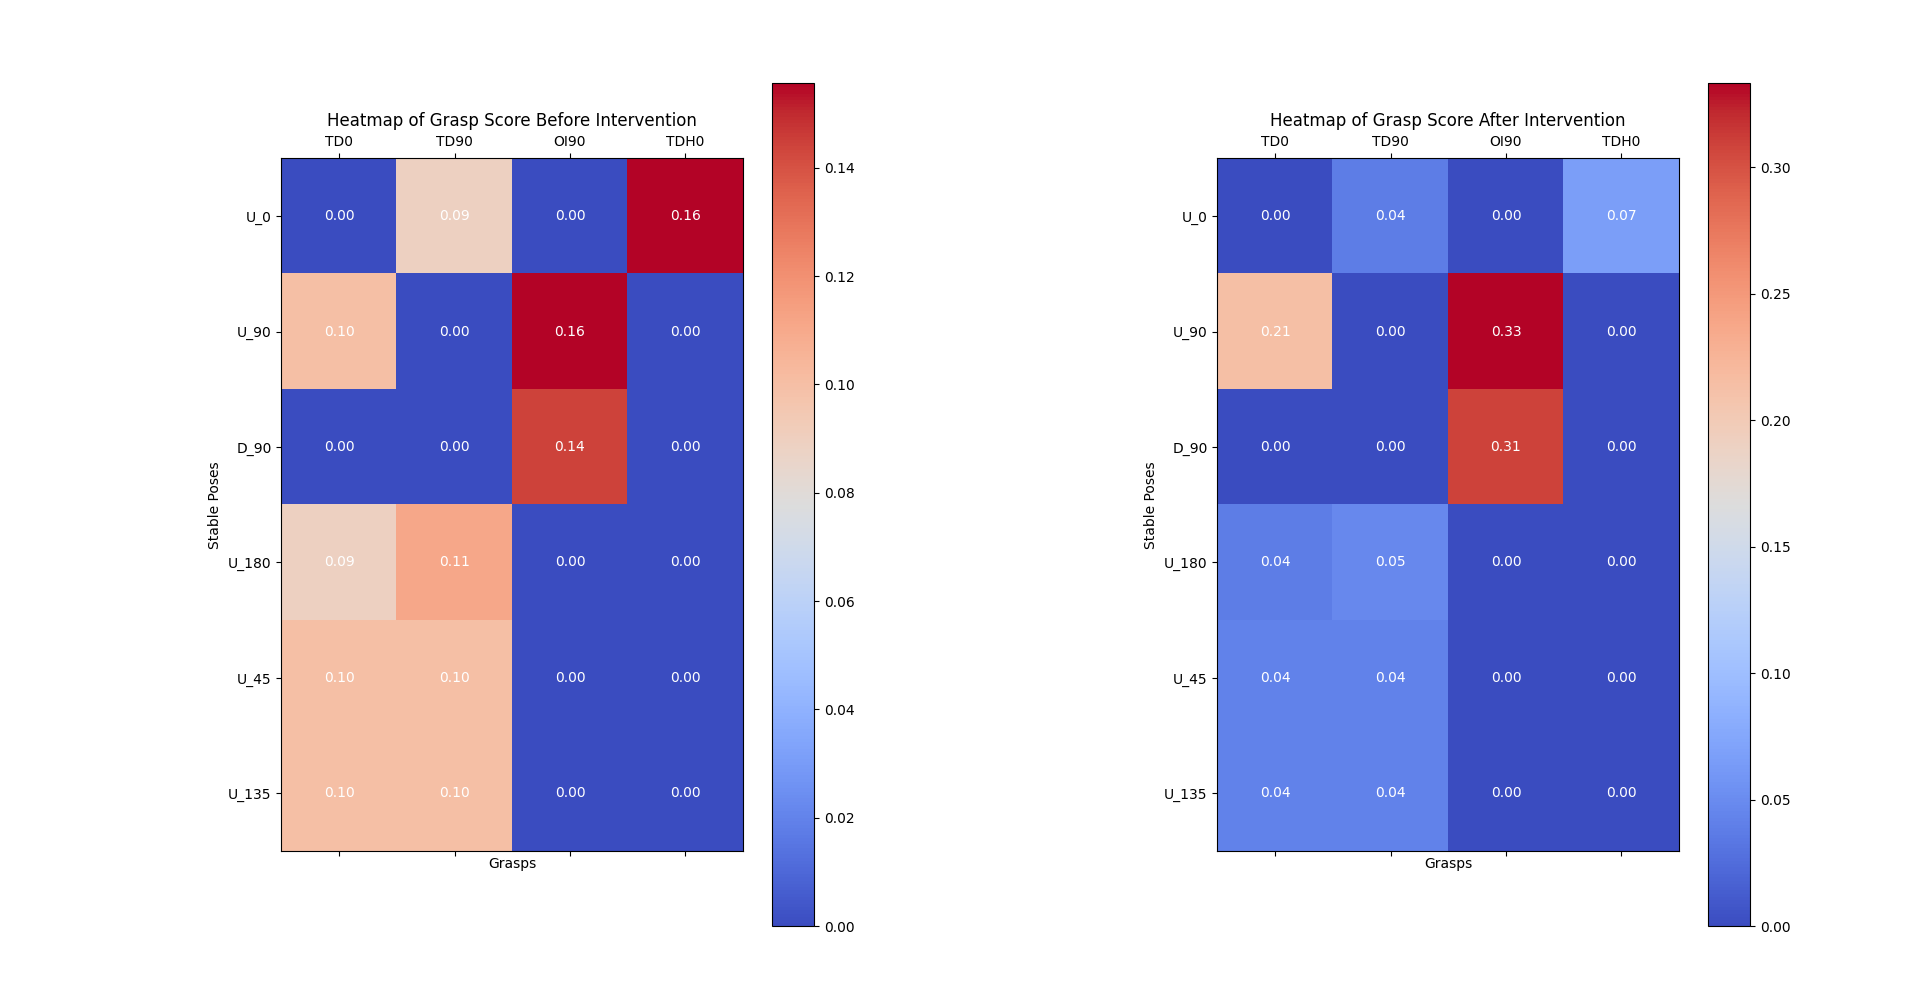 Heatmap of Grasp Score Before Intervention
TD0 TD90 OI90 TDH0
U_0 0.00 0.09 0.00 0.16
U_90 0.10 0.00 0.16 0.00
D_90 0.00 0.00 0.14 0.00
U_180 0.09 0.11 0.00 0.00
U_45 0.10 0.10 0.00 0.00
U_135 0.10 0.10 0.00 0.00
Stable Poses
Grasps
0.14
0.12
0.10
0.08
0.06
0.04
0.02
0.00
Heatmap of Grasp Score After Intervention
TD0 TD90 OI90 TDH0
U_0 0.00 0.04 0.00 0.07
U_90 0.21 0.00 0.33 0.00
D_90 0.00 0.00 0.31 0.00
U_180 0.04 0.05 0.00 0.00
U_45 0.04 0.04 0.00 0.00
U_135 0.04 0.04 0.00 0.00
Stable Poses
Grasps
0.30
0.25
0.20
0.15
0.10
0.05
0.00